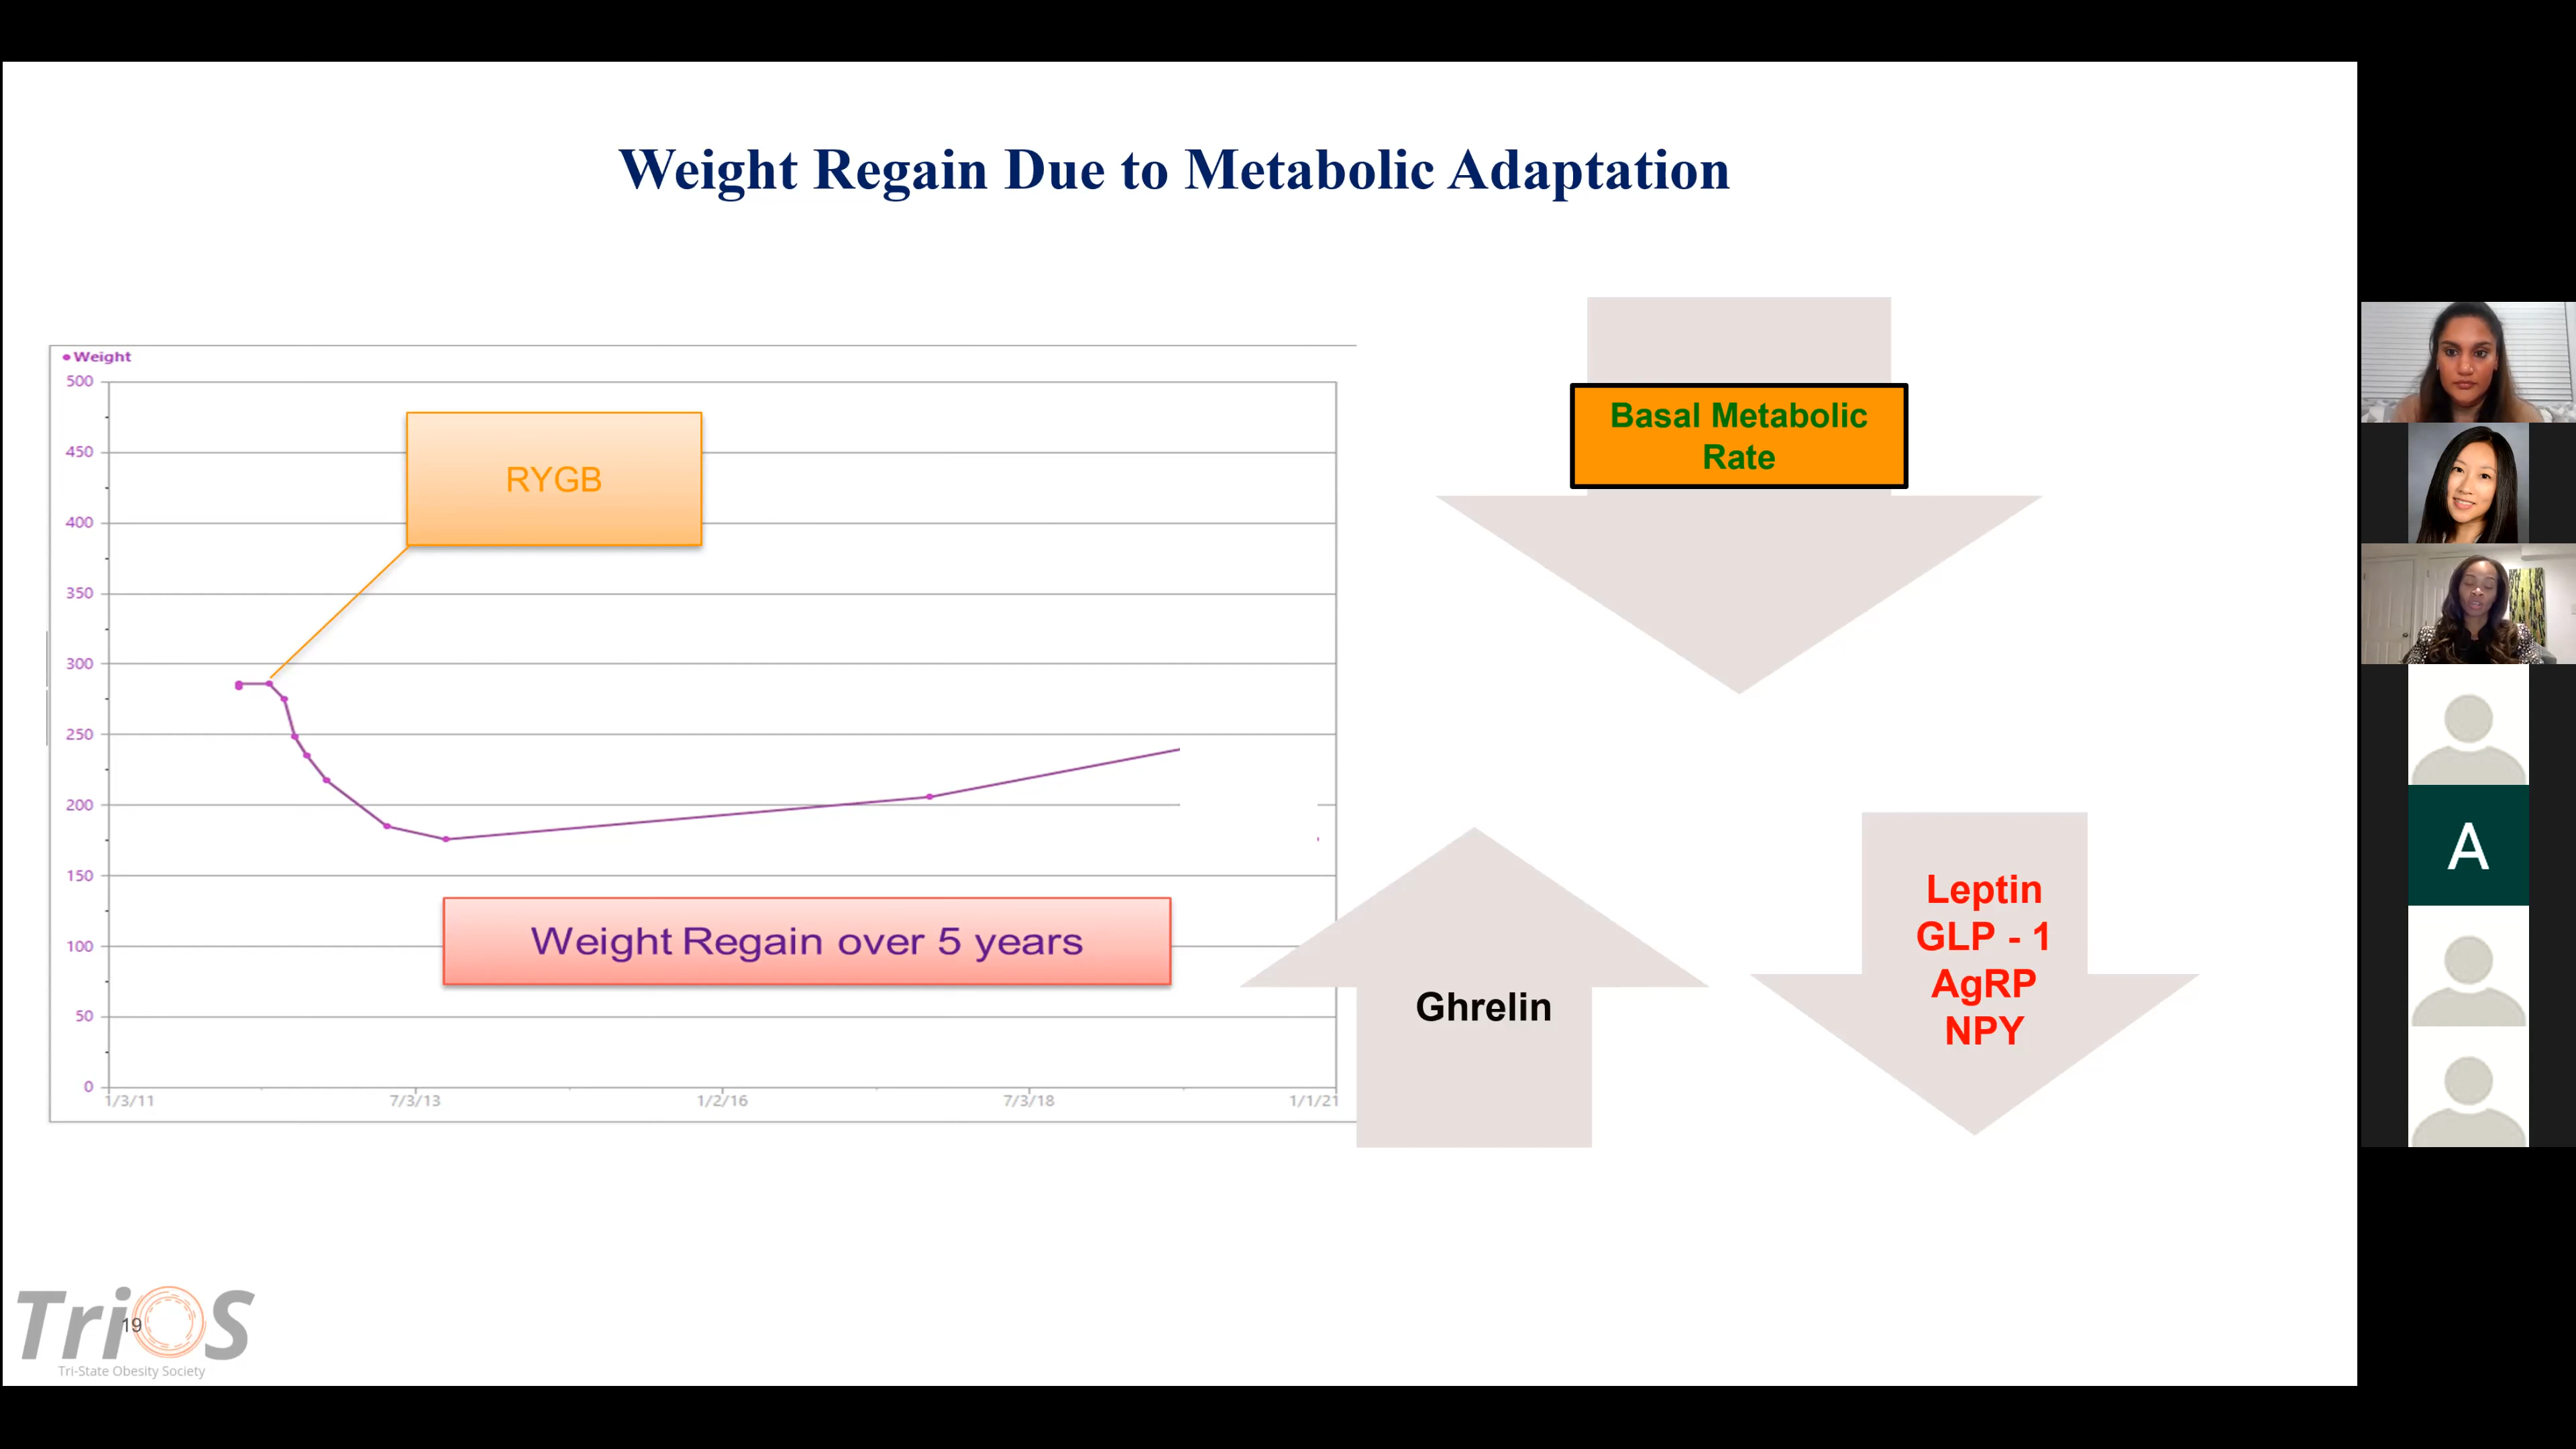 Weight Regain Due to Metabolic Adaptation
Weight
500
450
400
350
300
250
200
150
100
50
0
1/3/11
7/3/13
1/2/16
7/3/18
1/1/21
RYGB
Weight Regain over 5 years
Basal Metabolic
Rate
Ghrelin
Leptin
GLP - 1
AgRP
NPY
A
TriOS
19
Tri-State Obesity Society